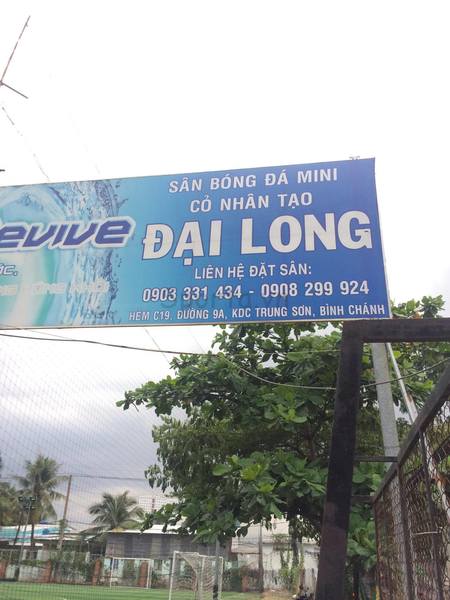 SÂN BÓNG ĐÁ MINI
CỎ NHÂN TẠO
evive
ĐẠI LONG
LIÊN HỆ ĐẶT SÂN:
0903 331 434 - 0908 299 924
HẺM C19, ĐƯỜNG 9A, KDC TRUNG SƠN, BÌNH CHÁNH